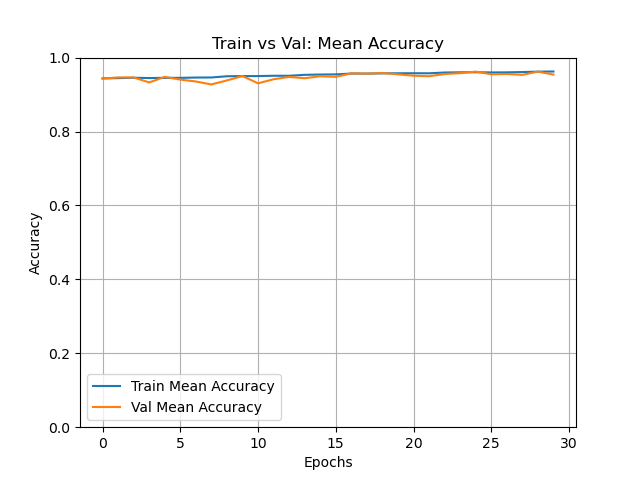 Train vs Val: Mean Accuracy
1.0
0.8
0.6
0.4
0.2
0.0
Accuracy
Train Mean Accuracy
Val Mean Accuracy
0 5 10 15 20 25 30
Epochs